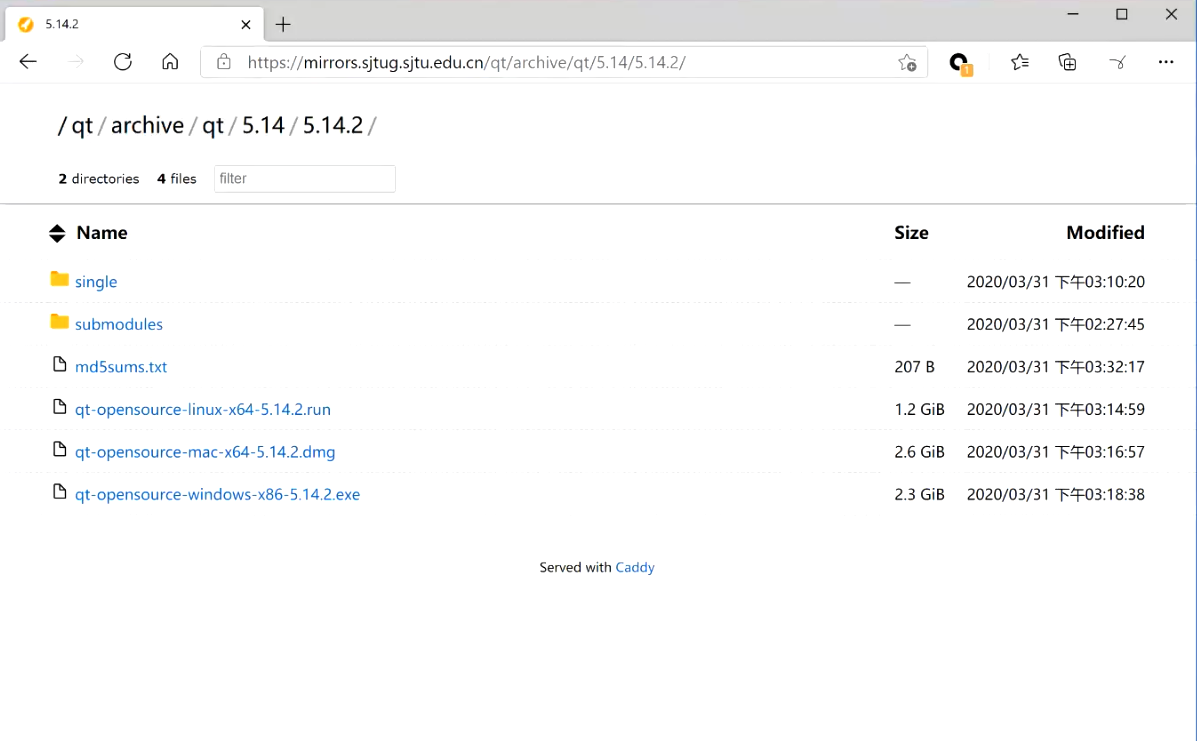 5.14.2
https://mirrors.sjtug.sjtu.edu.cn/qt/archive/qt/5.14/5.14.2/
1
/ qt / archive / qt / 5.14 / 5.14.2 /
2 directories 4 files filter
Name Size Modified
single — 2020/03/31 下午03:10:20
submodules — 2020/03/31 下午02:27:45
md5sums.txt 207 B 2020/03/31 下午03:32:17
qt-opensource-linux-x64-5.14.2.run 1.2 GiB 2020/03/31 下午03:14:59
qt-opensource-mac-x64-5.14.2.dmg 2.6 GiB 2020/03/31 下午03:16:57
qt-opensource-windows-x86-5.14.2.exe 2.3 GiB 2020/03/31 下午03:18:38
Served with Caddy